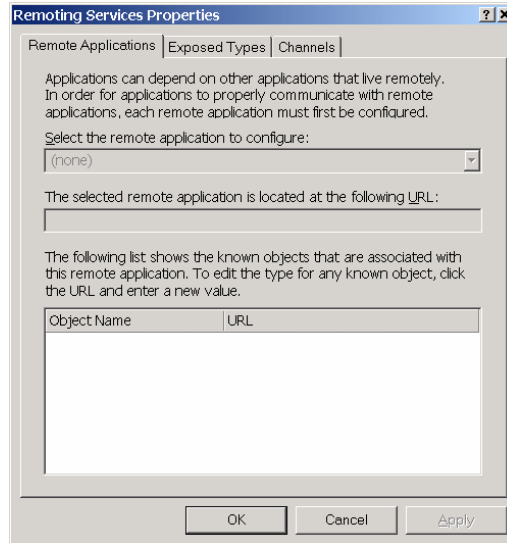 Remoting Services Properties
Remote Applications Exposed Types Channels
Applications can depend on other applications that live remotely.
In order for applications to properly communicate with remote
applications, each remote application must first be configured.
Select the remote application to configure:
(none)
The selected remote application is located at the following URL:
The following list shows the known objects that are associated with
this remote application. To edit the type for any known object, click
the URL and enter a new value.
Object Name URL
OK Cancel Apply